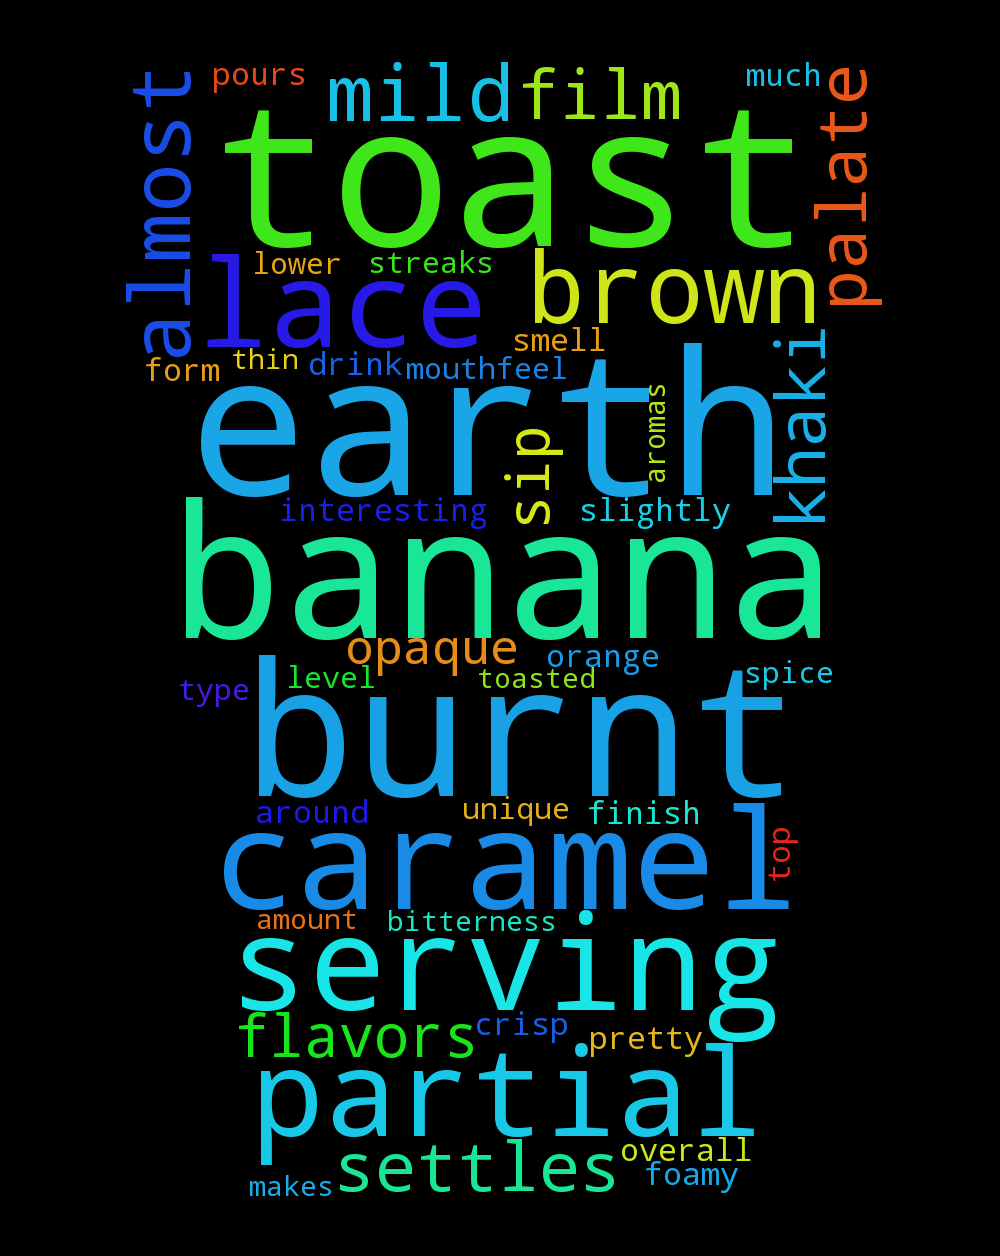 pours
mild
film
much
almost
toast
palate
lower
streaks
lace
brown
smell
form
thin
drink
mouthfeel
khaki
earth
aromas
sip
interesting
slightly
banana
opaque
orange
type
level
toasted
spice
burnt
around
unique
finish
caramel
top
amount
bitterness
serving
flavors
crisp
pretty
partial
overall
settles
foamy
makes